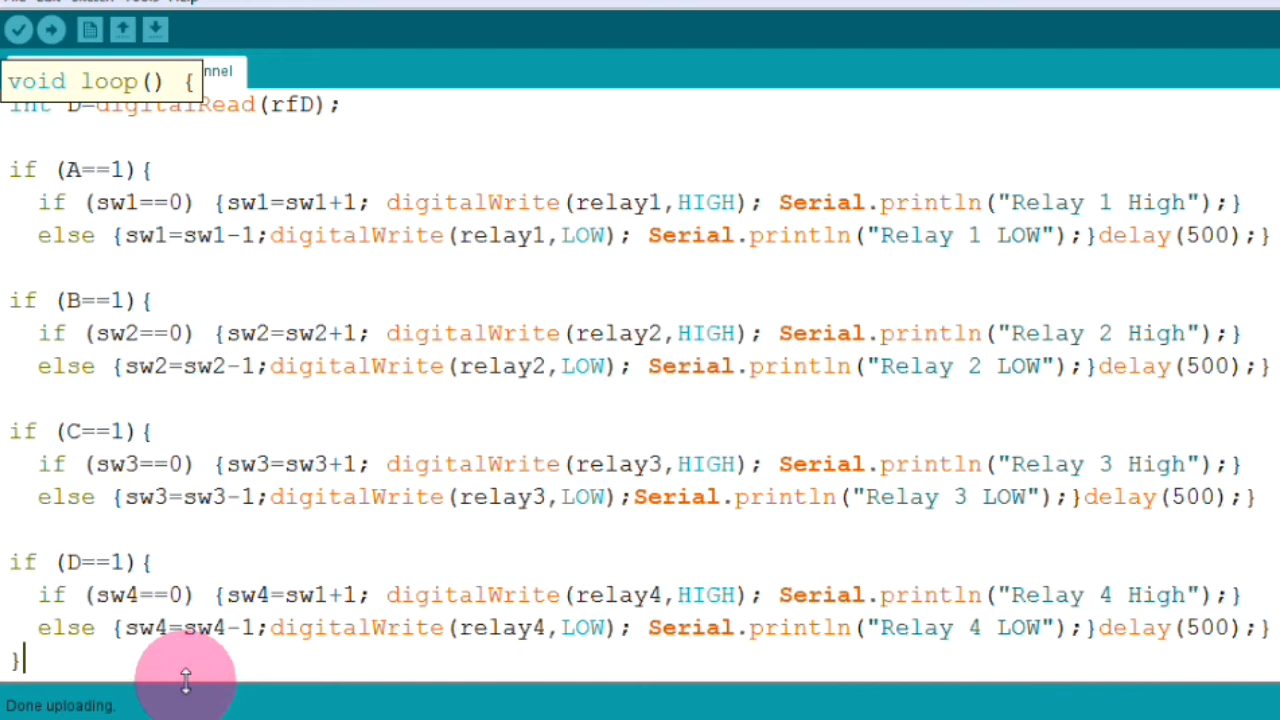 File Edit Sketch Tools Help
nnel
void loop() {
int D=digitalRead(rfD);
if (A==1){
if (sw1==0) {sw1=sw1+1; digitalWrite(relay1,HIGH); Serial.println("Relay 1 High");}
else {sw1=sw1-1;digitalWrite(relay1,LOW); Serial.println("Relay 1 LOW");}delay(500);}
if (B==1){
if (sw2==0) {sw2=sw2+1; digitalWrite(relay2,HIGH); Serial.println("Relay 2 High");}
else {sw2=sw2-1;digitalWrite(relay2,LOW); Serial.println("Relay 2 LOW");}delay(500);}
if (C==1){
if (sw3==0) {sw3=sw3+1; digitalWrite(relay3,HIGH); Serial.println("Relay 3 High");}
else {sw3=sw3-1;digitalWrite(relay3,LOW);Serial.println("Relay 3 LOW");}delay(500);}
if (D==1){
if (sw4==0) {sw4=sw1+1; digitalWrite(relay4,HIGH); Serial.println("Relay 4 High");}
else {sw4=sw4-1;digitalWrite(relay4,LOW); Serial.println("Relay 4 LOW");}delay(500);}
}
Done uploading.